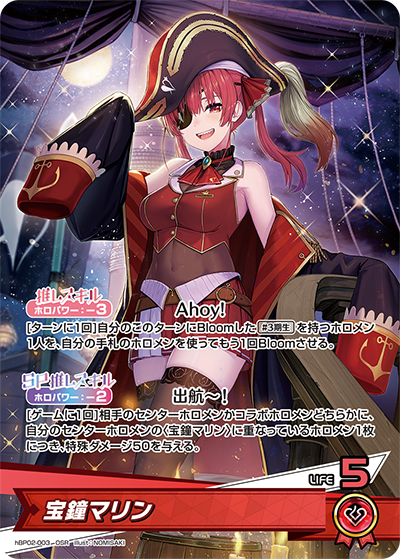 推しスキル
ホロパワー：－3
Ahoy!
[ターンに1回]自分のこのターンにBloomした #3期生 を持つホロメン
1人を、自分の手札のホロメンを使ってもう1回Bloomさせる。
SP推しスキル
ホロパワー：－2
出航～！
[ゲームに1回]相手のセンターホロメンかコラボホロメンどちらかに、
自分のセンターホロメンの〈宝鐘マリン〉に重なっているホロメン1枚
につき、特殊ダメージ50を与える。
LIFE 5
宝鐘マリン
hBP02-003 OSR illust：NOMISAKI